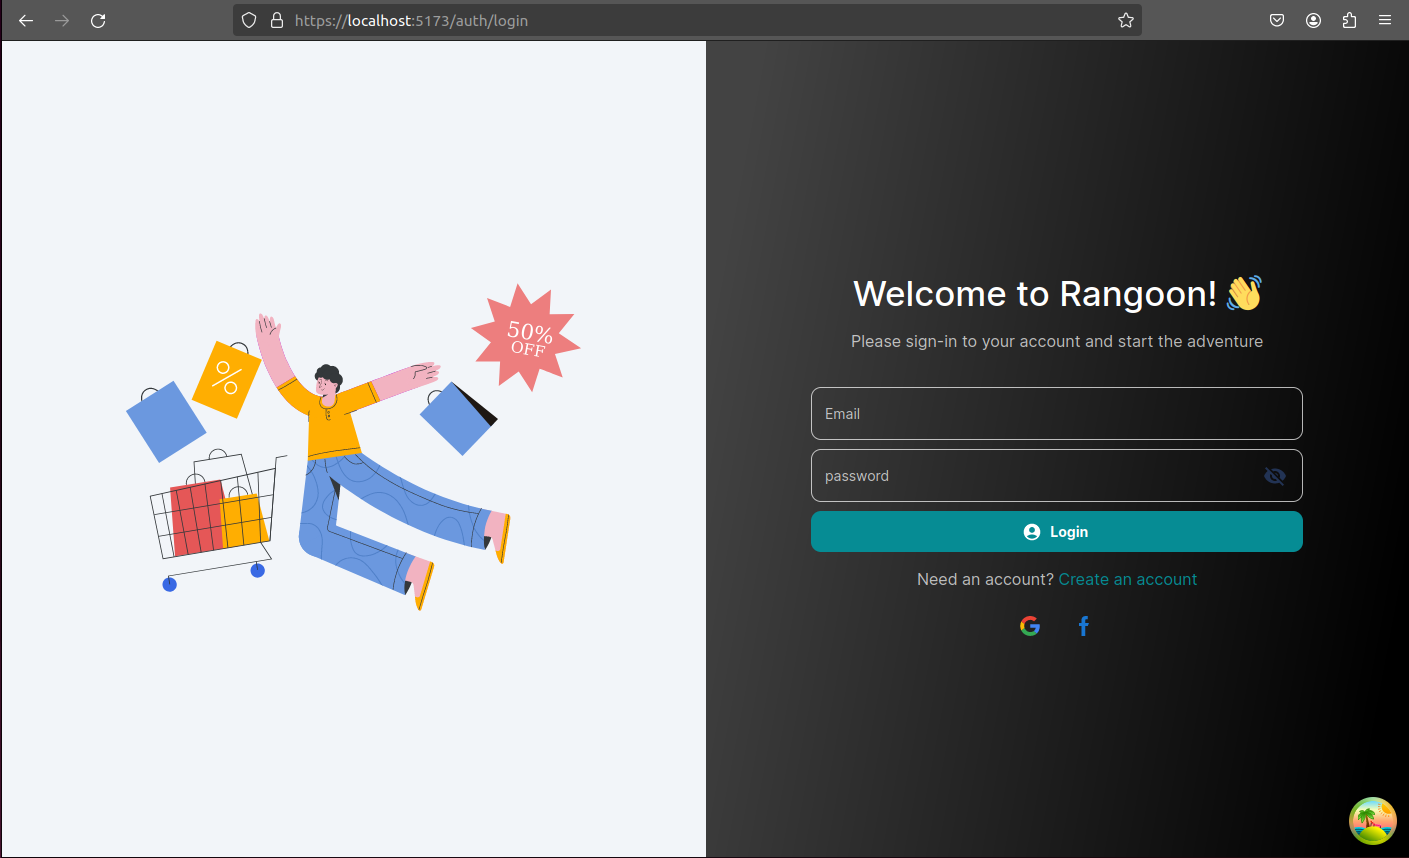 https://localhost:5173/auth/login
50%
OFF
%
Welcome to Rangoon! 👋
Please sign-in to your account and start the adventure
Email
password
Login
Need an account? Create an account